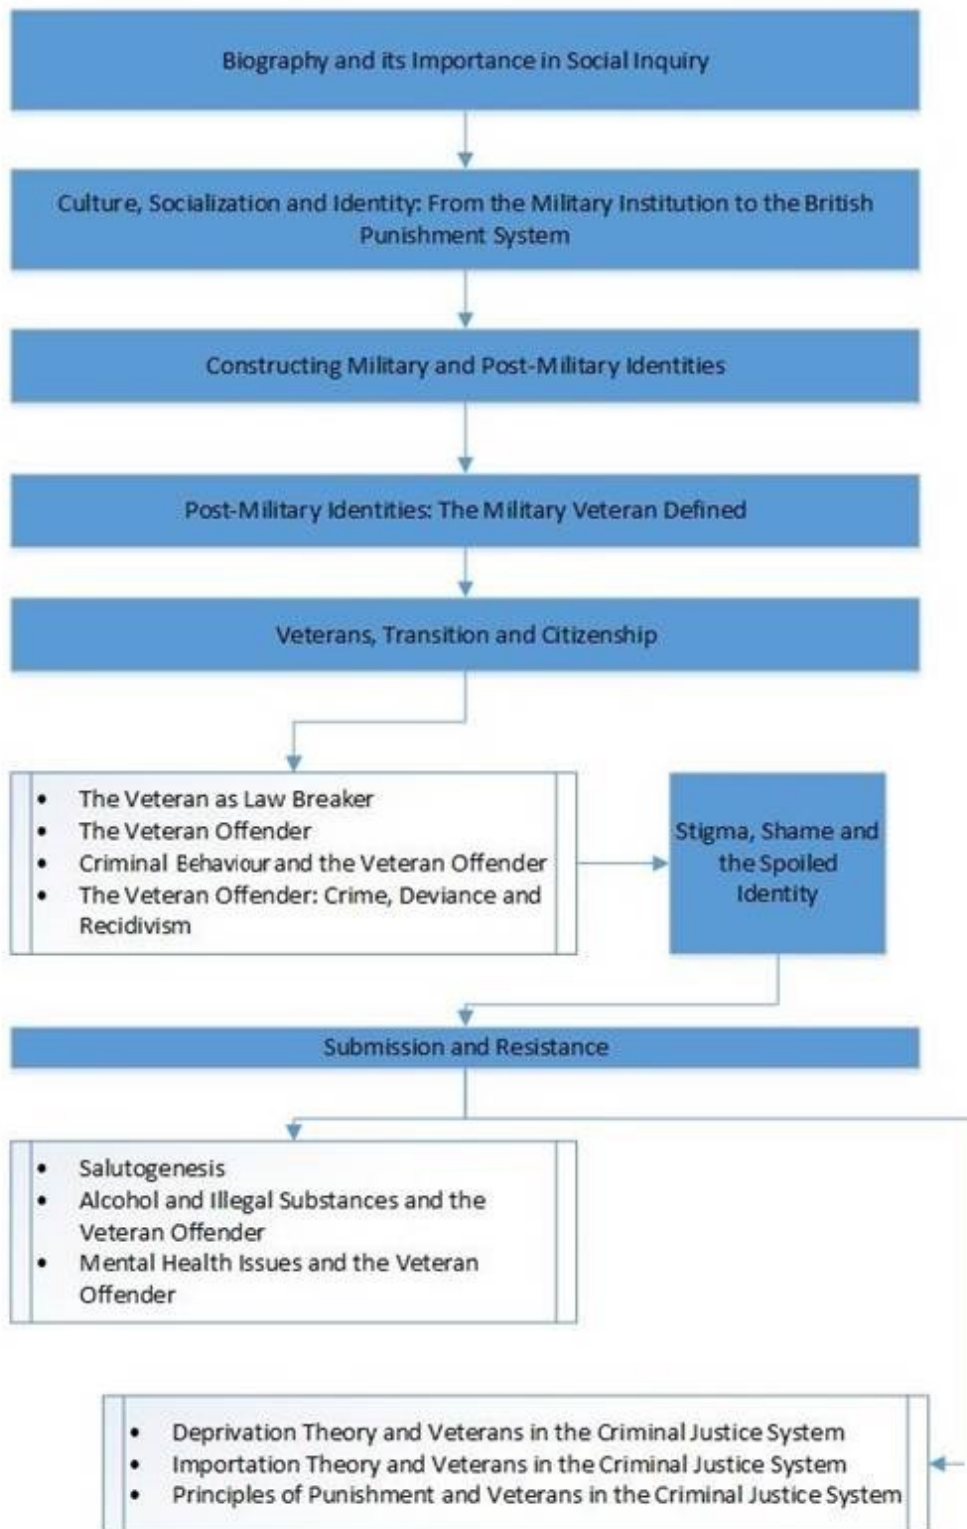 Biography and its Importance in Social Inquiry
Culture, Socialization and Identity: From the Military Institution to the British
Punishment System
Constructing Military and Post-Military Identities
Post-Military Identities: The Military Veteran Defined
Veterans, Transition and Citizenship
• The Veteran as Law Breaker
• The Veteran Offender
• Criminal Behaviour and the Veteran Offender
• The Veteran Offender: Crime, Deviance and
Recidivism
Stigma, Shame and
the Spoiled
Identity
Submission and Resistance
• Salutogenesis
• Alcohol and Illegal Substances and the
Veteran Offender
• Mental Health Issues and the Veteran
Offender
• Deprivation Theory and Veterans in the Criminal Justice System
• Importation Theory and Veterans in the Criminal Justice System
• Principles of Punishment and Veterans in the Criminal Justice System